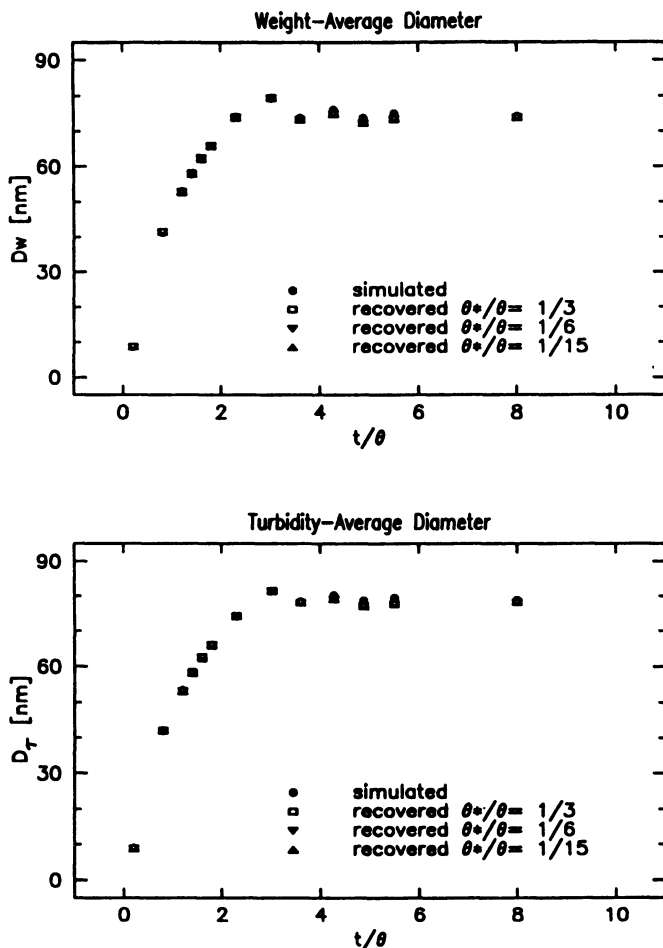 Weight-Average Diameter
90
60
30
0
Dw [nm]
simulated
recovered θ*/θ= 1/3
recovered θ*/θ= 1/6
recovered θ*/θ= 1/15
0 2 4 6 8 10
t/θ
Turbidity-Average Diameter
90
60
30
0
Dτ [nm]
simulated
recovered θ*/θ= 1/3
recovered θ*/θ= 1/6
recovered θ*/θ= 1/15
0 2 4 6 8 10
t/θ